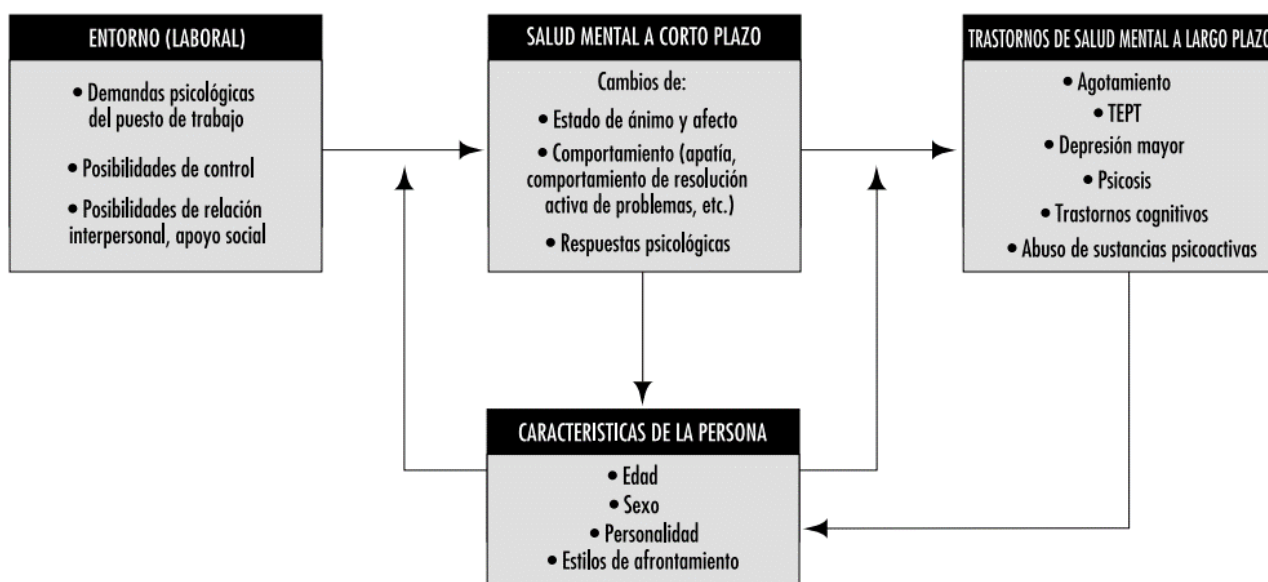 ENTORNO (LABORAL)
• Demandas psicológicas
del puesto de trabajo
• Posibilidades de control
• Posibilidades de relación
interpersonal, apoyo social
SALUD MENTAL A CORTO PLAZO
Cambios de:
• Estado de ánimo y afecto
• Comportamiento (apatía,
comportamiento de resolución
activa de problemas, etc.)
• Respuestas psicológicas
TRASTORNOS DE SALUD MENTAL A LARGO PLAZO
• Agotamiento
• TEPT
• Depresión mayor
• Psicosis
• Trastornos cognitivos
• Abuso de sustancias psicoactivas
CARACTERISTICAS DE LA PERSONA
• Edad
• Sexo
• Personalidad
• Estilos de afrontamiento